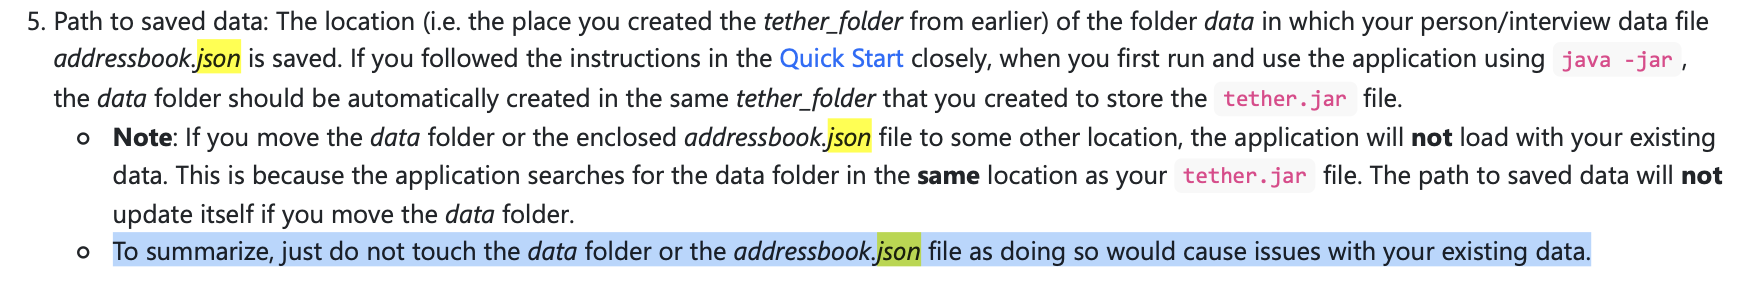 5. Path to saved data: The location (i.e. the place you created the tether_folder from earlier) of the folder data in which your person/interview data file
addressbook.json is saved. If you followed the instructions in the Quick Start closely, when you first run and use the application using java -jar ,
the data folder should be automatically created in the same tether_folder that you created to store the tether.jar file.
○ Note: If you move the data folder or the enclosed addressbook.json file to some other location, the application will not load with your existing
data. This is because the application searches for the data folder in the same location as your tether.jar file. The path to saved data will not
update itself if you move the data folder.
○ To summarize, just do not touch the data folder or the addressbook.json file as doing so would cause issues with your existing data.